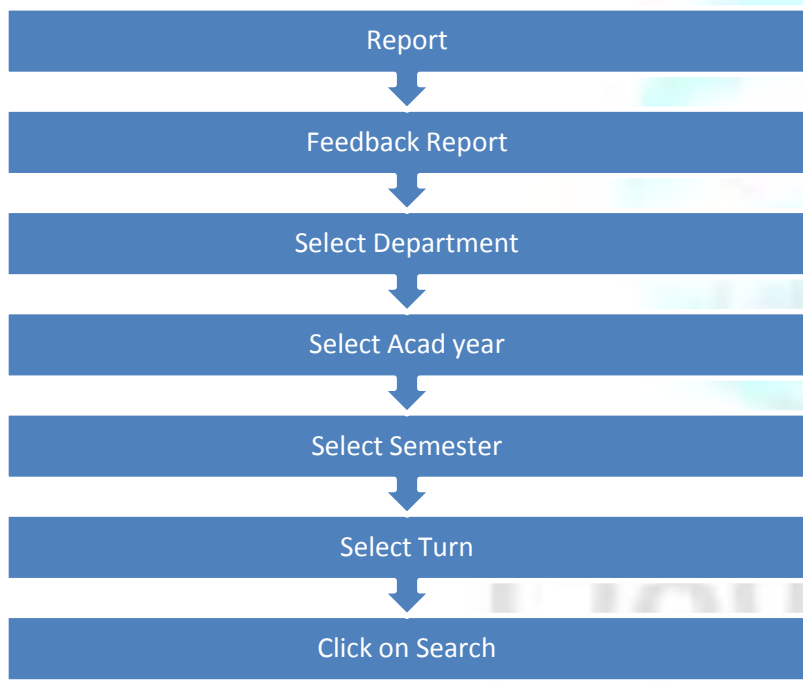 Report
Feedback Report
Select Department
Select Acad year
Select Semester
Select Turn
Click on Search